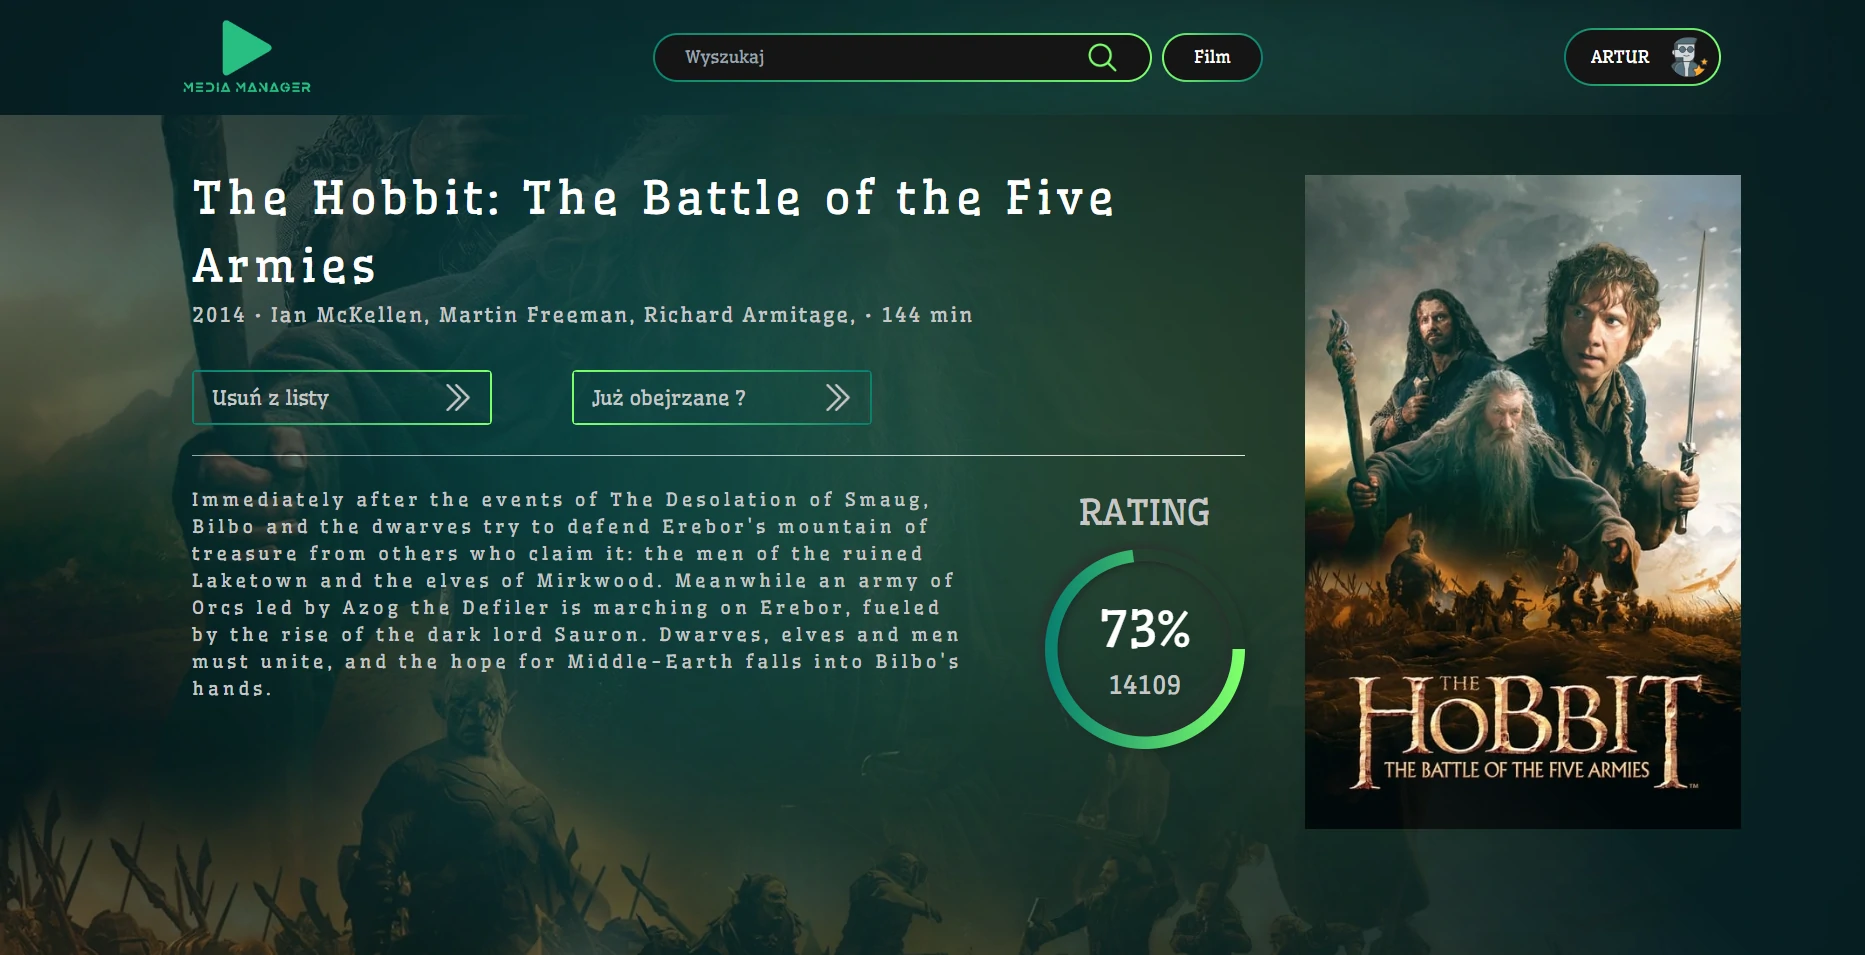 MEDIA MANAGER
Wyszukaj
Film
ARTUR
The Hobbit: The Battle of the Five
Armies
2014 · Ian McKellen, Martin Freeman, Richard Armitage, · 144 min
Usuń z listy
Już obejrzane ?
Immediately after the events of The Desolation of Smaug,
Bilbo and the dwarves try to defend Erebor's mountain of
treasure from others who claim it: the men of the ruined
Laketown and the elves of Mirkwood. Meanwhile an army of
Orcs led by Azog the Defiler is marching on Erebor, fueled
by the rise of the dark lord Sauron. Dwarves, elves and men
must unite, and the hope for Middle-Earth falls into Bilbo's
hands.
RATING
73%
14109
THE
HOBBIT
THE BATTLE OF THE FIVE ARMIES
™